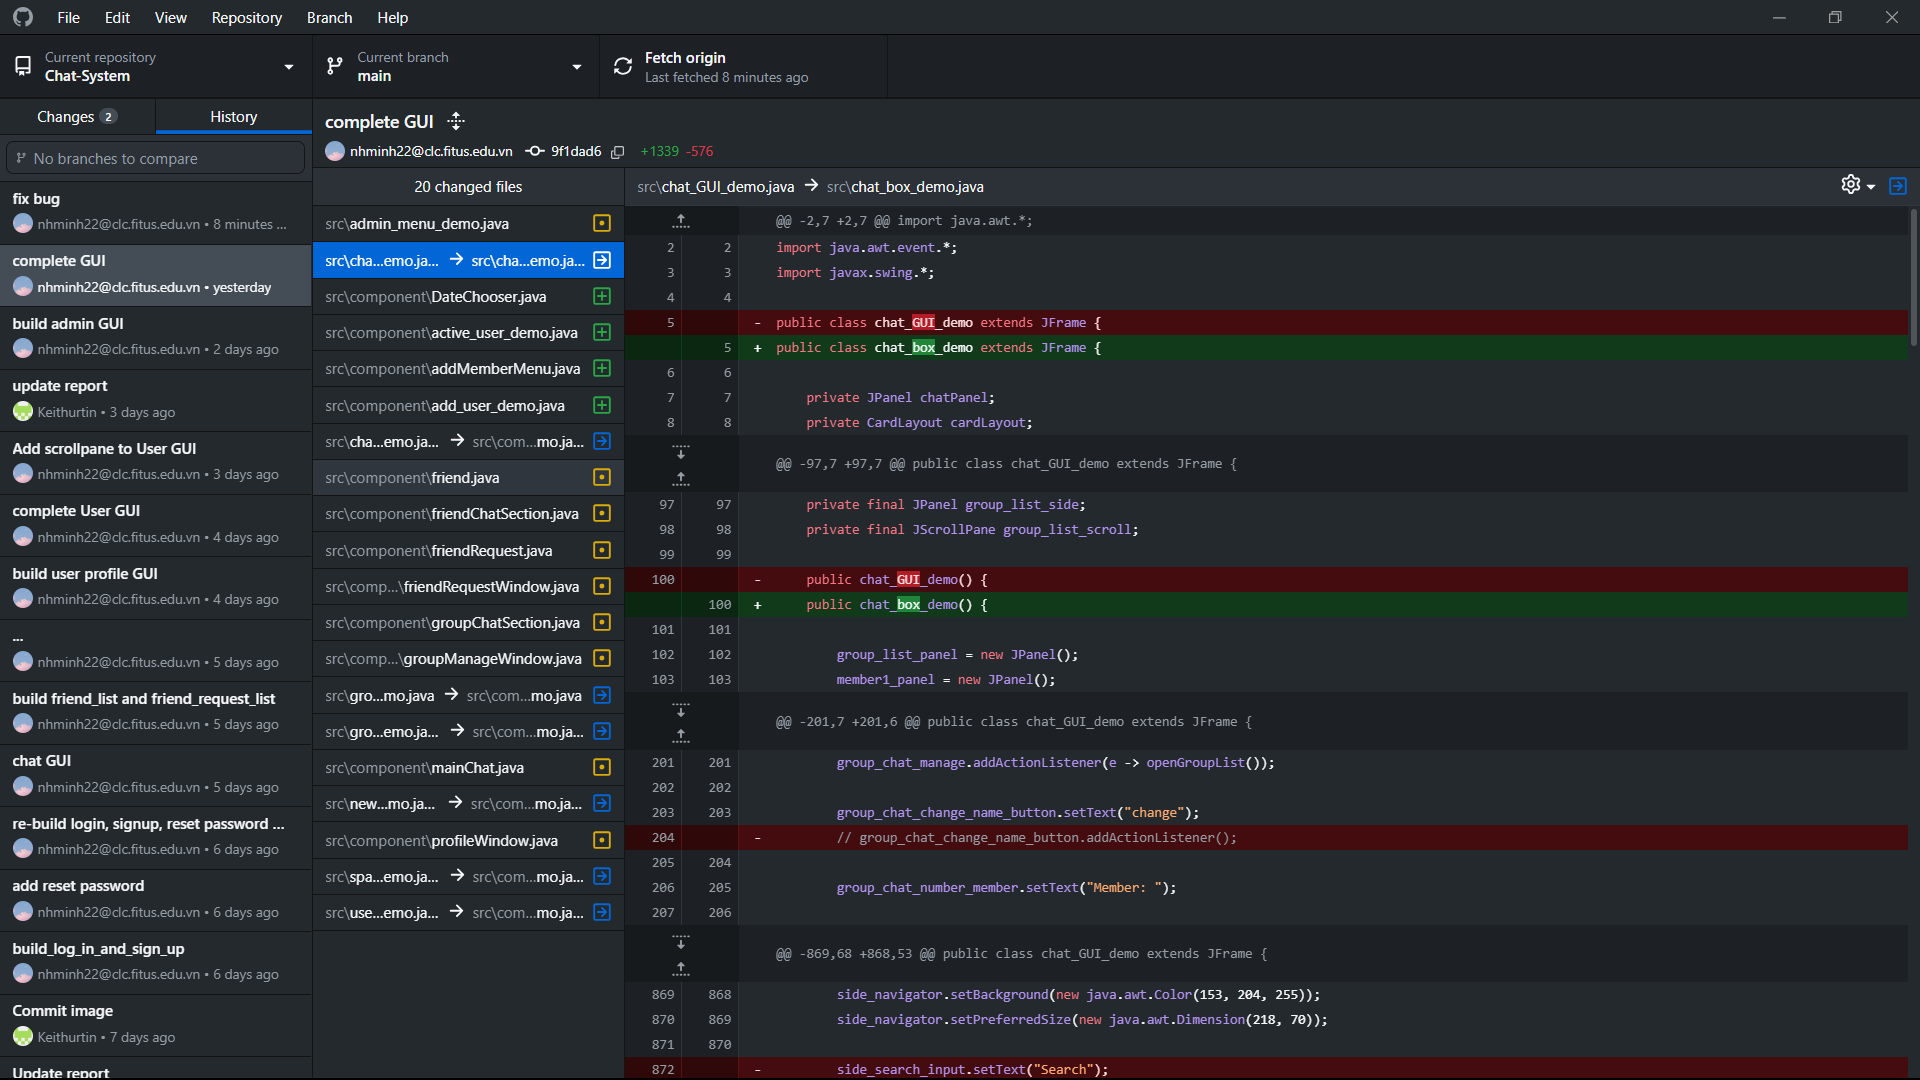 File Edit View Repository Branch Help
Current repository
Chat-System
Current branch
main
Fetch origin
Last fetched 8 minutes ago
Changes 2
History
No branches to compare
fix bug
nhminh22@clc.fitus.edu.vn • 8 minutes ...
complete GUI
nhminh22@clc.fitus.edu.vn • yesterday
build admin GUI
nhminh22@clc.fitus.edu.vn • 2 days ago
update report
Keithurtin • 3 days ago
Add scrollpane to User GUI
nhminh22@clc.fitus.edu.vn • 3 days ago
complete User GUI
nhminh22@clc.fitus.edu.vn • 4 days ago
build user profile GUI
nhminh22@clc.fitus.edu.vn • 4 days ago
...
nhminh22@clc.fitus.edu.vn • 5 days ago
build friend_list and friend_request_list
nhminh22@clc.fitus.edu.vn • 5 days ago
chat GUI
nhminh22@clc.fitus.edu.vn • 5 days ago
re-build login, signup, reset password ...
nhminh22@clc.fitus.edu.vn • 6 days ago
add reset password
nhminh22@clc.fitus.edu.vn • 6 days ago
build_log_in_and_sign_up
nhminh22@clc.fitus.edu.vn • 6 days ago
Commit image
Keithurtin • 7 days ago
Update report
complete GUI
nhminh22@clc.fitus.edu.vn 9f1dad6 +1339 -576
20 changed files
src\admin_menu_demo.java
src\cha...emo.ja... → src\cha...emo.ja...
src\component\DateChooser.java
src\component\active_user_demo.java
src\component\addMemberMenu.java
src\component\add_user_demo.java
src\cha...emo.ja... → src\com...mo.ja...
src\component\friend.java
src\component\friendChatSection.java
src\component\friendRequest.java
src\comp...\friendRequestWindow.java
src\component\groupChatSection.java
src\comp...\groupManageWindow.java
src\gro...mo.java → src\com...mo.java
src\gro...emo.ja... → src\com...mo.ja...
src\component\mainChat.java
src\new...mo.ja... → src\com...mo.ja...
src\component\profileWindow.java
src\spa...emo.ja... → src\com...mo.ja...
src\use...emo.ja... → src\com...mo.ja...
src\chat_GUI_demo.java → src\chat_box_demo.java
@@ -2,7 +2,7 @@ import java.awt.*;
2 2 import java.awt.event.*;
3 3 import javax.swing.*;
4 4
5 - public class chat_GUI_demo extends JFrame {
5 + public class chat_box_demo extends JFrame {
6 6
7 7 private JPanel chatPanel;
8 8 private CardLayout cardLayout;
@@ -97,7 +97,7 @@ public class chat_GUI_demo extends JFrame {
97 97 private final JPanel group_list_side;
98 98 private final JScrollPane group_list_scroll;
99 99
100 - public chat_GUI_demo() {
100 + public chat_box_demo() {
101 101
102 102 group_list_panel = new JPanel();
103 103 member1_panel = new JPanel();
@@ -201,7 +201,6 @@ public class chat_GUI_demo extends JFrame {
201 201 group_chat_manage.addActionListener(e -> openGroupList());
202 202
203 203 group_chat_change_name_button.setText("change");
204 - // group_chat_change_name_button.addActionListener();
205 204
206 205 group_chat_number_member.setText("Member: ");
207 206
@@ -869,68 +868,53 @@ public class chat_GUI_demo extends JFrame {
869 868 side_navigator.setBackground(new java.awt.Color(153, 204, 255));
870 869 side_navigator.setPreferredSize(new java.awt.Dimension(218, 70));
871 870
872 - side_search_input.setText("Search");